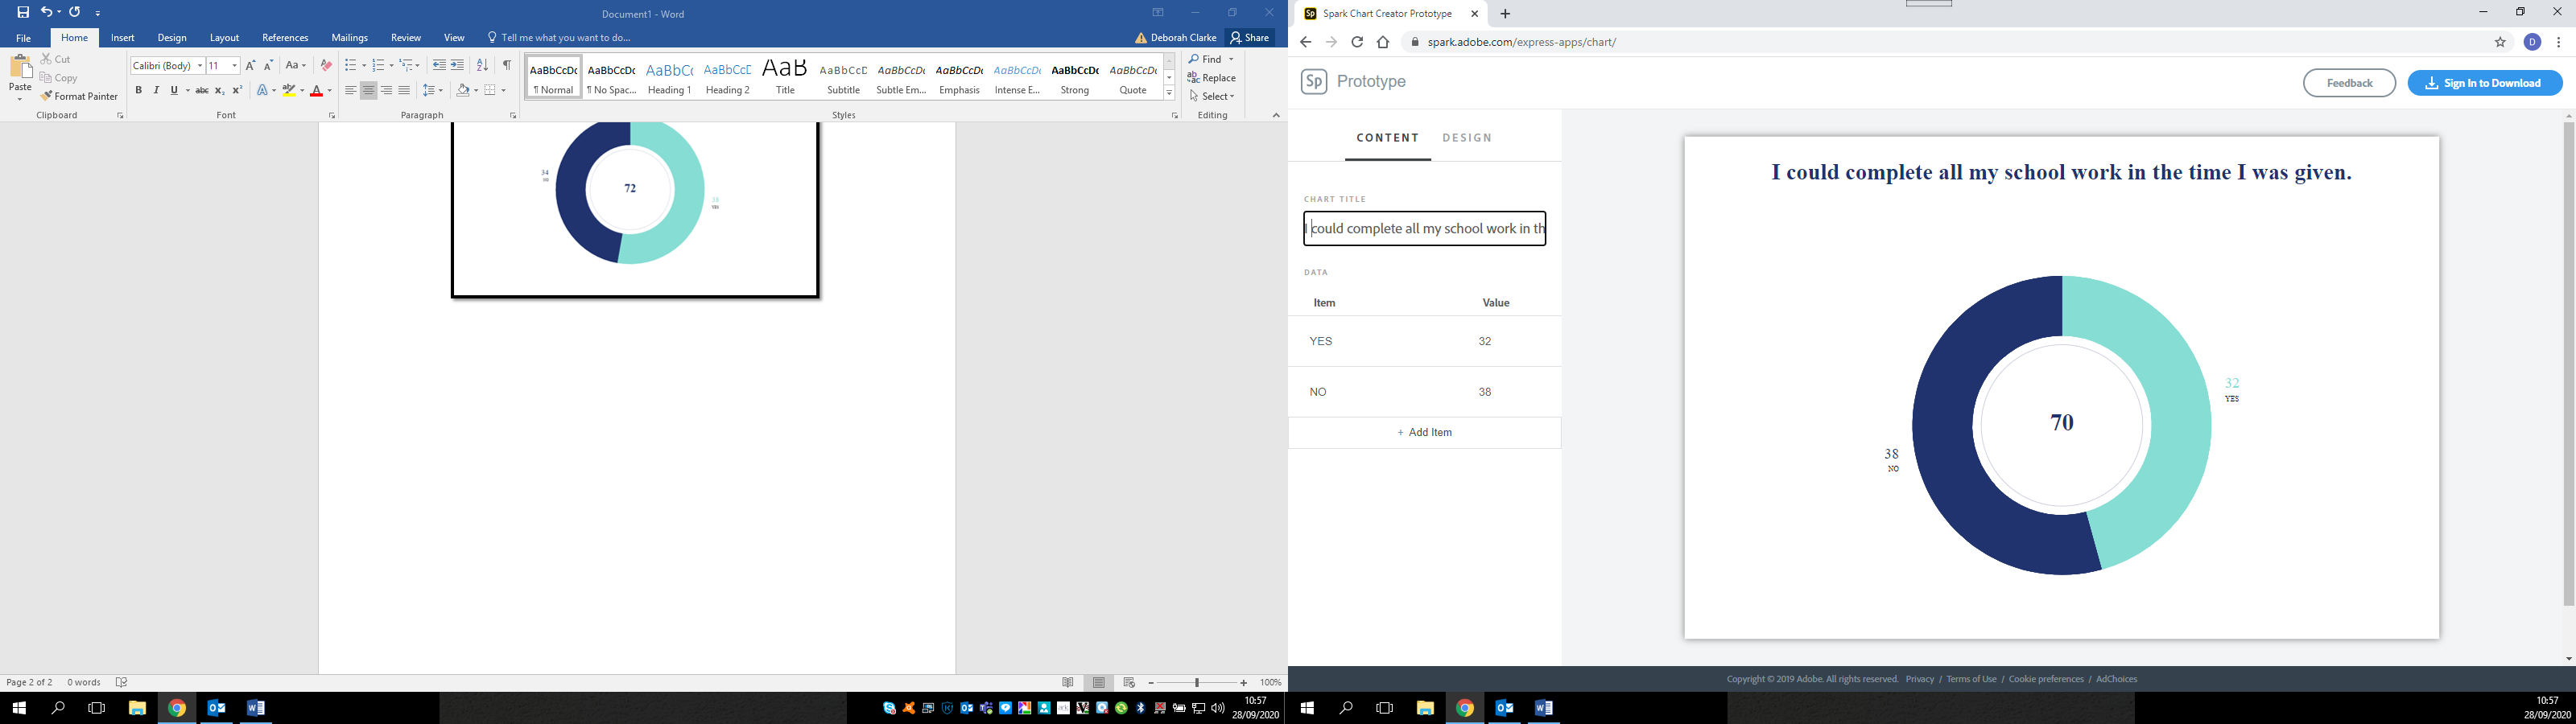 Document1 - Word
File Home Insert Design Layout References Mailings Review View Tell me what you want to do... Deborah Clarke Share
Paste
Cut
Copy
Format Painter
Clipboard
Calibri (Body) 11
Font
Paragraph
AaBbCcDc AaBbCcDc AaBbCc AaBbCcD AaB AaBbCcD AaBbCcDc AaBbCcDc AaBbCcDc AaBbCcDc AaBbCcDc
¶ Normal ¶ No Spac... Heading 1 Heading 2 Title Subtitle Subtle Em... Emphasis Intense E... Strong Quote
Styles
Find
Replace
Select
Editing
34
72
38
YES
Page 2 of 2 0 words
100%
10:57
28/09/2020
Spark Chart Creator Prototype
spark.adobe.com/express-apps/chart/
D
Sp Prototype
Feedback
Sign In to Download
CONTENT DESIGN
CHART TITLE
I could complete all my school work in th
DATA
Item Value
YES 32
NO 38
+ Add Item
I could complete all my school work in the time I was given.
32
YES
70
38
NO
Copyright © 2019 Adobe. All rights reserved. Privacy / Terms of Use / Cookie preferences / AdChoices
10:57
28/09/2020